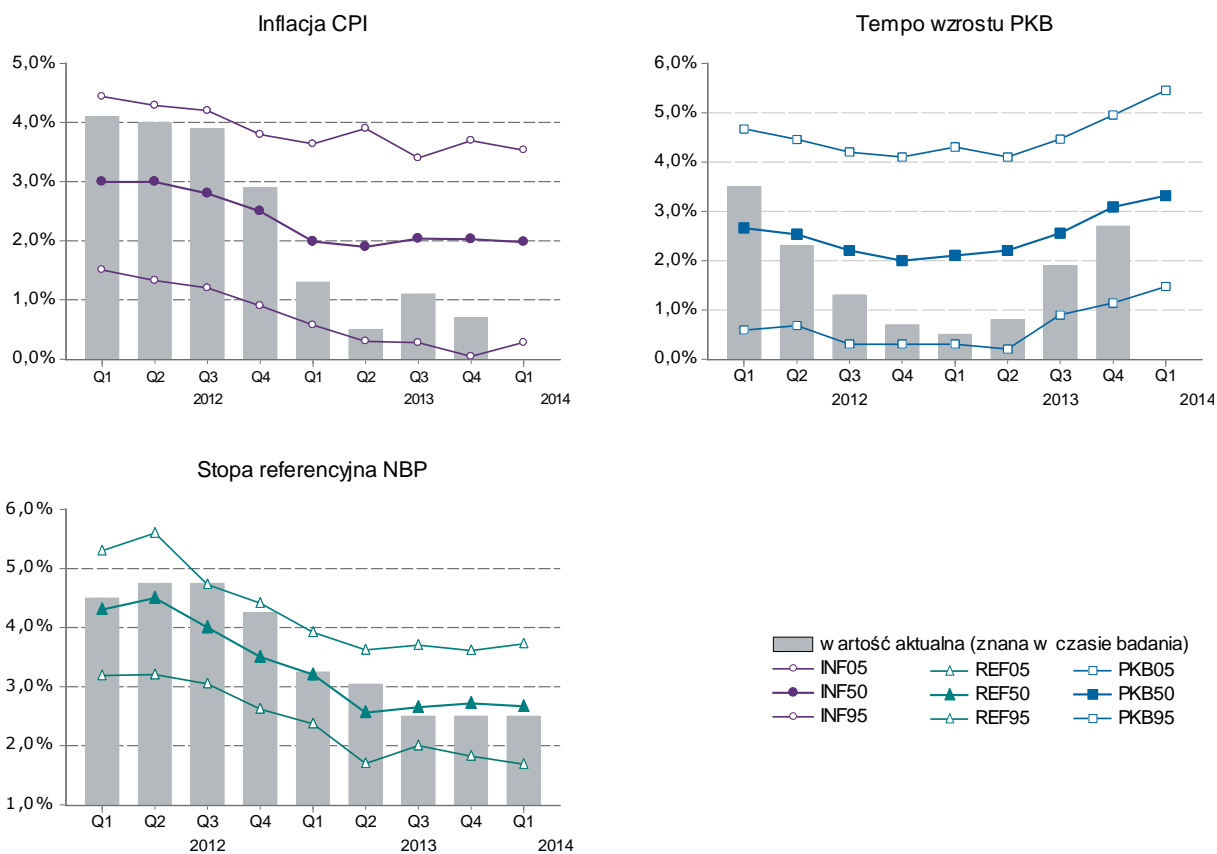 Inflacja CPI
5,0%
4,0%
3,0%
2,0%
1,0%
0,0%
Q1 Q2 Q3 Q4 Q1 Q2 Q3 Q4 Q1
2012 2013 2014
Tempo wzrostu PKB
6,0%
5,0%
4,0%
3,0%
2,0%
1,0%
0,0%
Q1 Q2 Q3 Q4 Q1 Q2 Q3 Q4 Q1
2012 2013 2014
Stopa referencyjna NBP
6,0%
5,0%
4,0%
3,0%
2,0%
1,0%
Q1 Q2 Q3 Q4 Q1 Q2 Q3 Q4 Q1
2012 2013 2014
wartość aktualna (znana w czasie badania)
INF05 REF05 PKB05
INF50 REF50 PKB50
INF95 REF95 PKB95